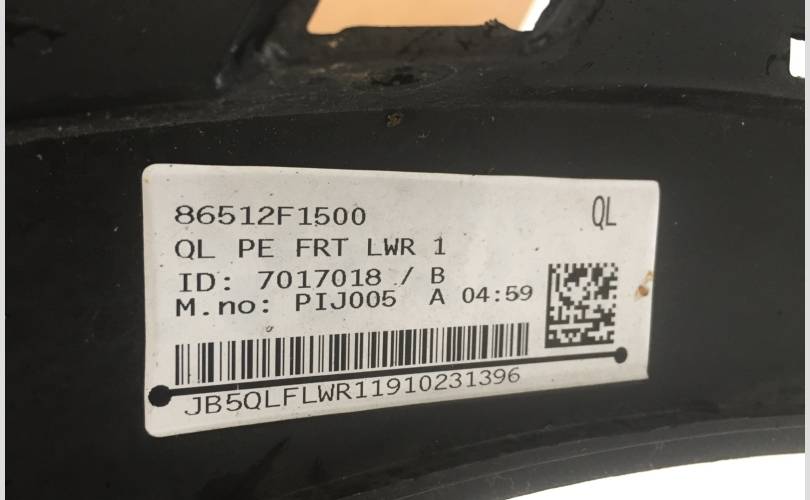 86512F1500 QL
QL PE FRT LWR 1
ID: 7017018 / B
M.no: PIJ005 A 04:59
JB5QLFLWR11910231396